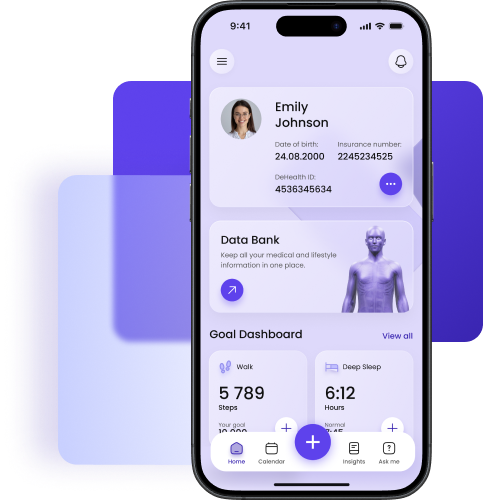 9:41
Emily
Johnson
Date of birth: Insurance number:
24.08.2000 2245234525
DeHealth ID:
4536345634
Data Bank
Keep all your medical and lifestyle
information in one place.
Goal Dashboard View all
Walk Deep Sleep
5 789 6:12
Steps Hours
Your goal Normal
10 000
Home Calendar Insights Ask me